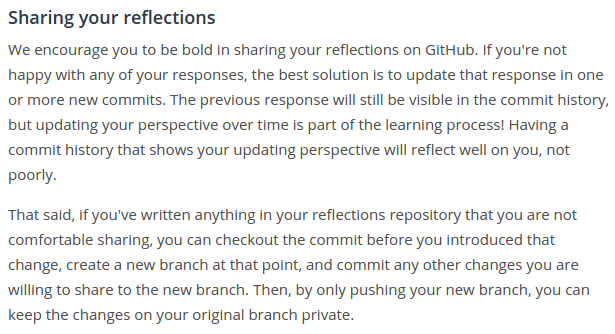 Sharing your reflections
We encourage you to be bold in sharing your reflections on GitHub. If you're not
happy with any of your responses, the best solution is to update that response in one
or more new commits. The previous response will still be visible in the commit history,
but updating your perspective over time is part of the learning process! Having a
commit history that shows your updating perspective will reflect well on you, not
poorly.
That said, if you've written anything in your reflections repository that you are not
comfortable sharing, you can checkout the commit before you introduced that
change, create a new branch at that point, and commit any other changes you are
willing to share to the new branch. Then, by only pushing your new branch, you can
keep the changes on your original branch private.